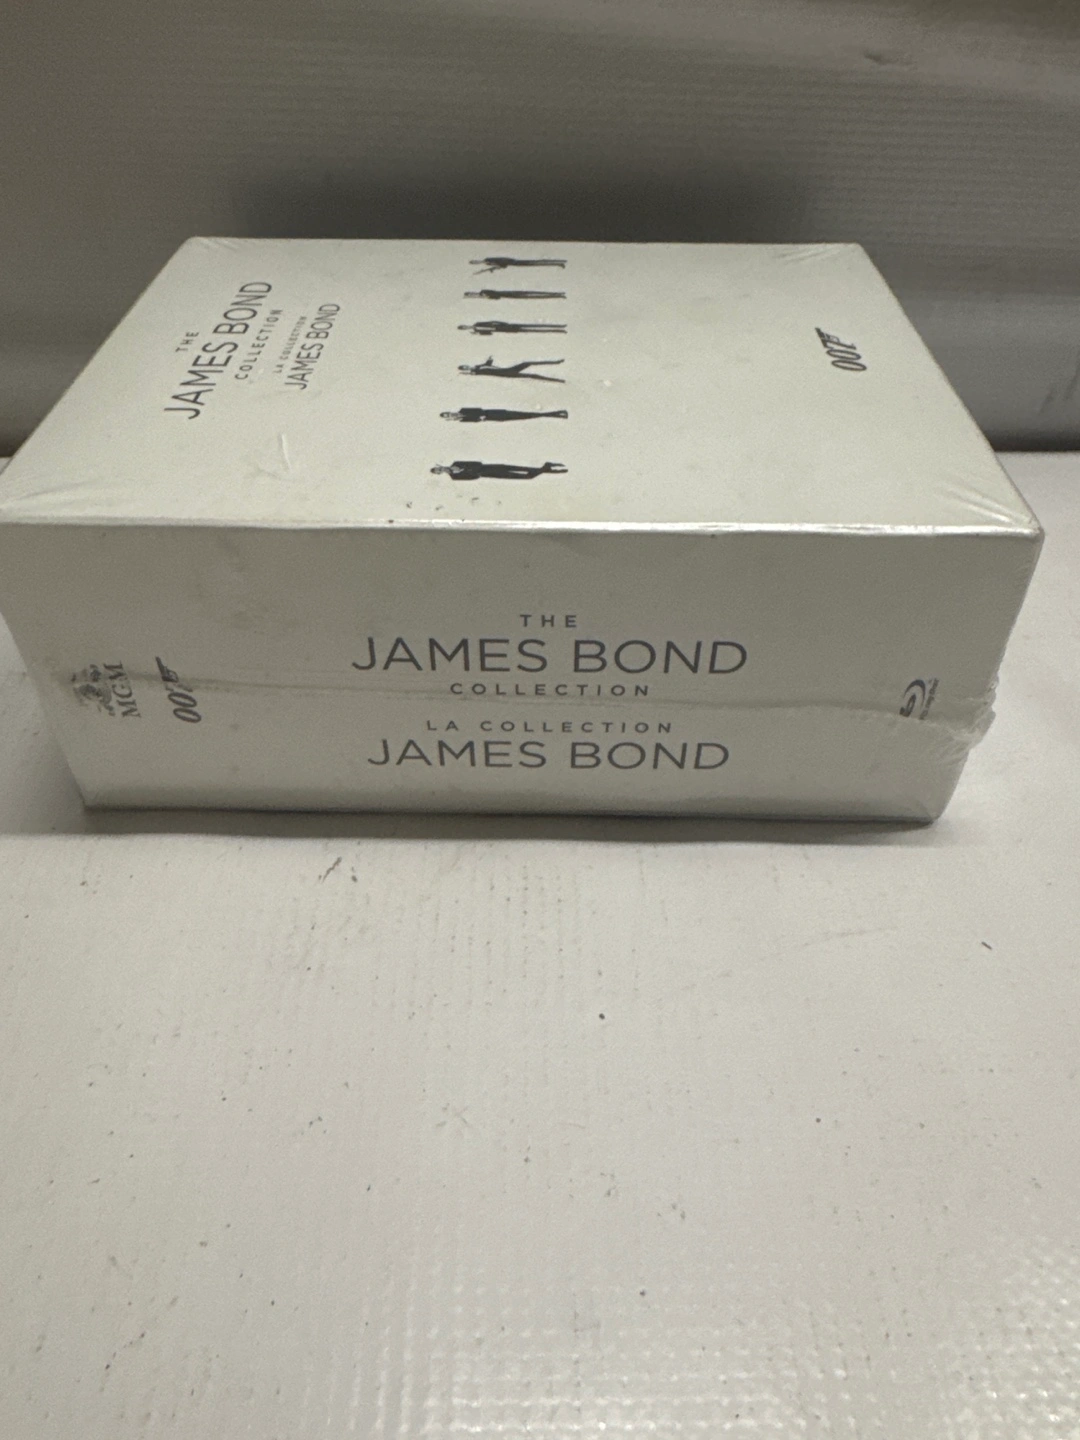 THE
JAMES BOND
COLLECTION
LA COLLECTION
JAMES BOND
007
THE
JAMES BOND
COLLECTION
LA COLLECTION
JAMES BOND
MGM
007